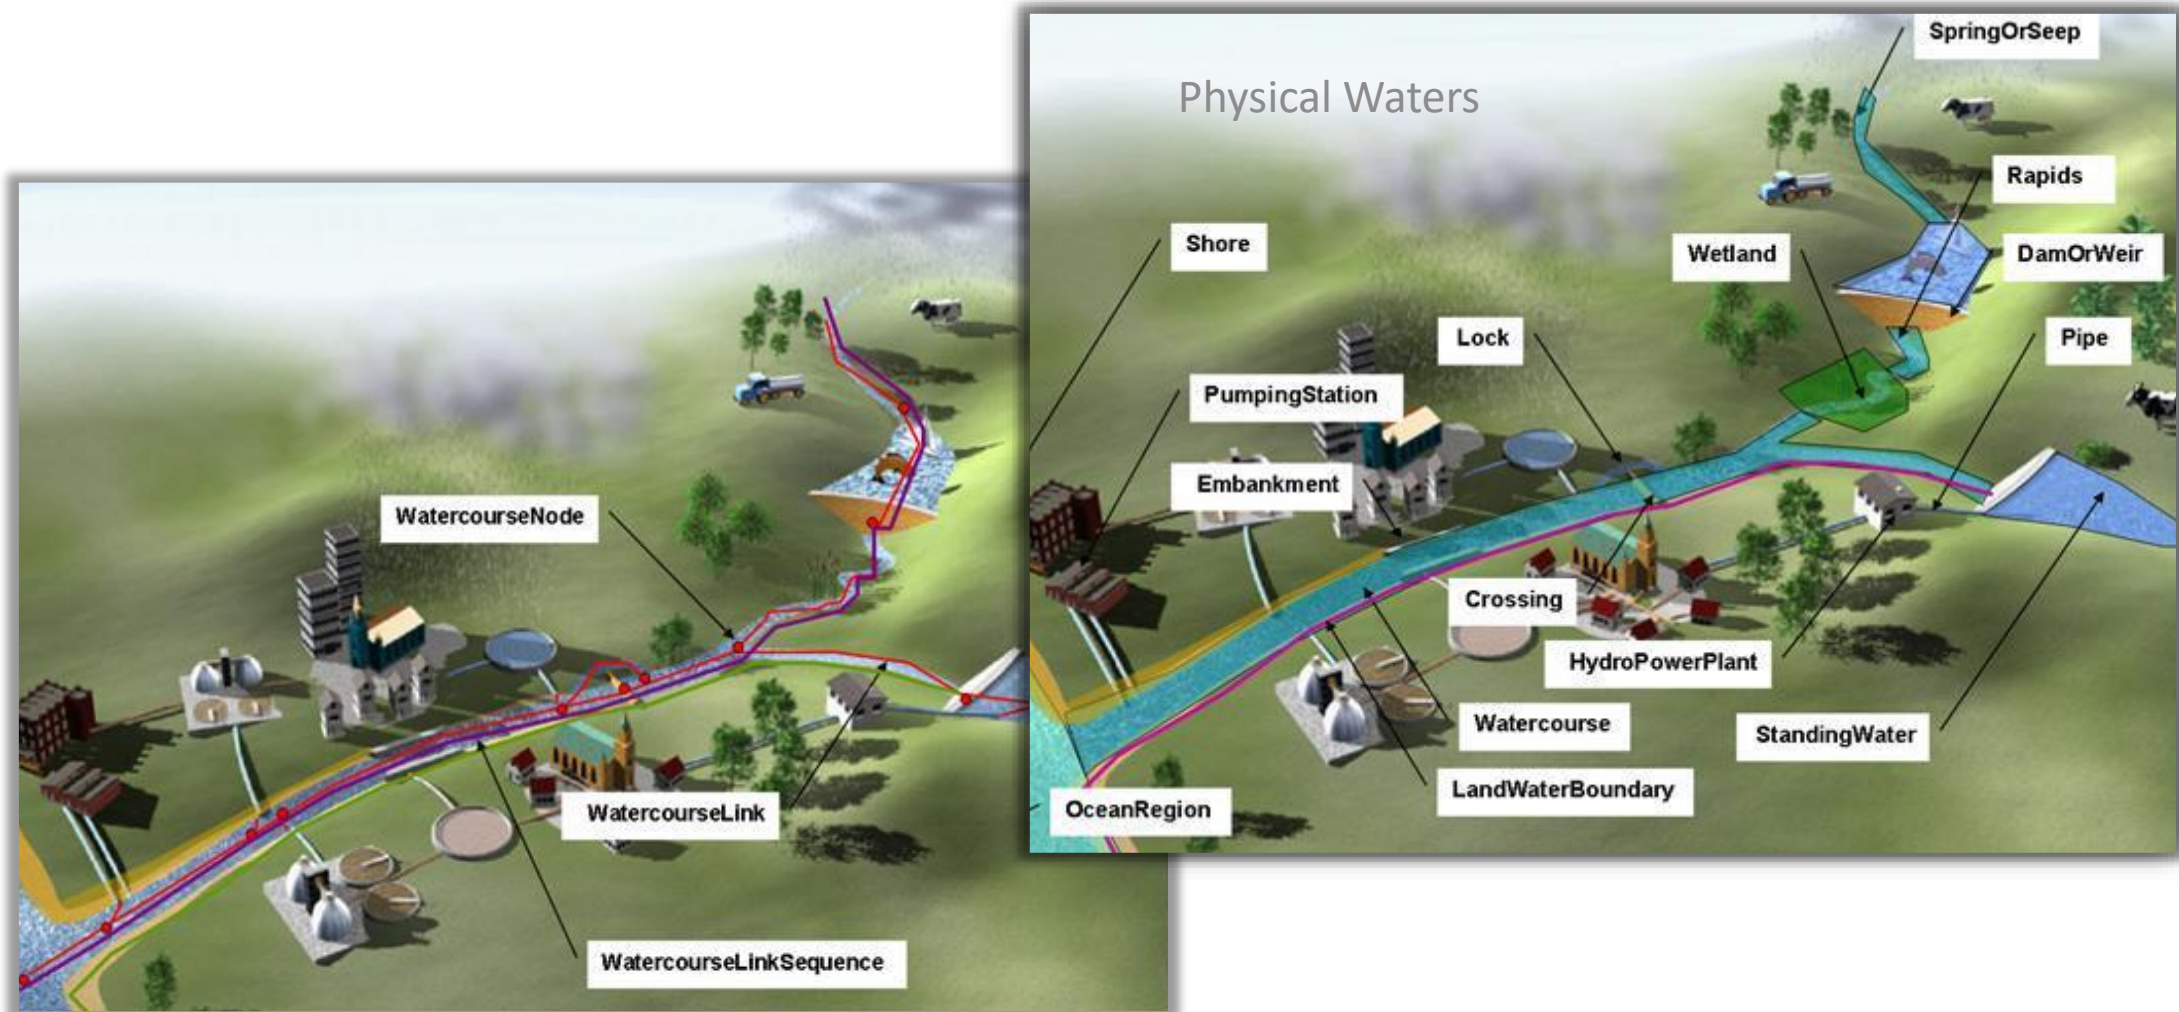 WatercourseNode
WatercourseLink
WatercourseLinkSequence
Physical Waters
SpringOrSeep
Rapids
Shore
Wetland
DamOrWeir
Lock
Pipe
PumpingStation
Embankment
Crossing
HydroPowerPlant
Watercourse
StandingWater
LandWaterBoundary
OceanRegion